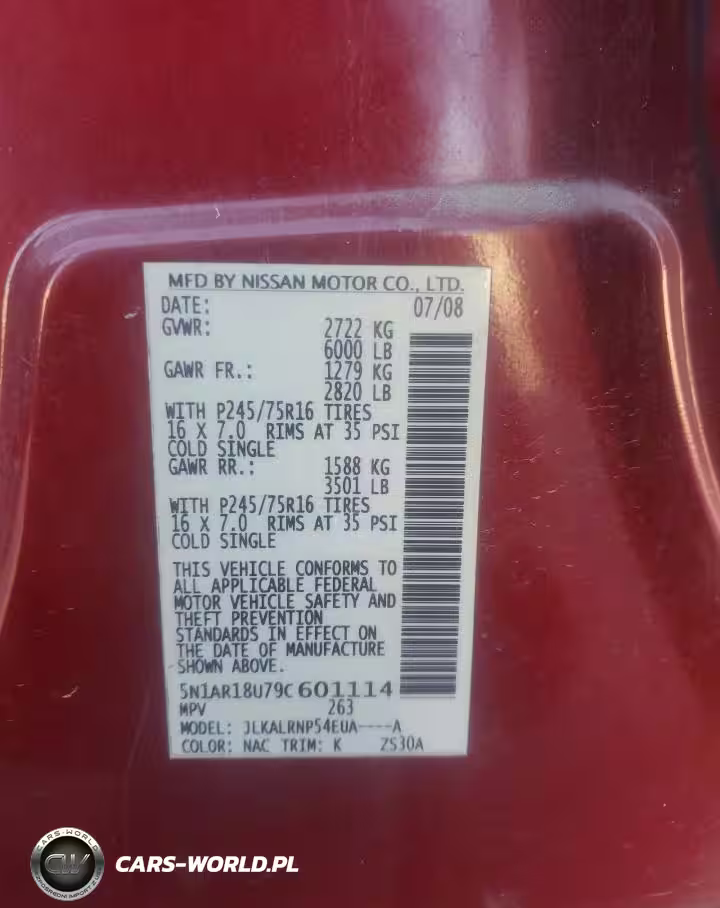 MFD BY NISSAN MOTOR CO., LTD.
DATE: 07/08
GVWR: 2722 KG
6000 LB
GAWR FR.: 1279 KG
2820 LB
WITH P245/75R16 TIRES
16 X 7.0 RIMS AT 35 PSI
COLD SINGLE
GAWR RR.: 1588 KG
3501 LB
WITH P245/75R16 TIRES
16 X 7.0 RIMS AT 35 PSI
COLD SINGLE
THIS VEHICLE CONFORMS TO
ALL APPLICABLE FEDERAL
MOTOR VEHICLE SAFETY AND
THEFT PREVENTION
STANDARDS IN EFFECT ON
THE DATE OF MANUFACTURE
SHOWN ABOVE.
5N1AR18U79C601114
MPV 263
MODEL: JLKALRNP54EUA----A
COLOR: NAC TRIM: K ZS30A
CARS-WORLD
CW
CARS-WORLD.PL